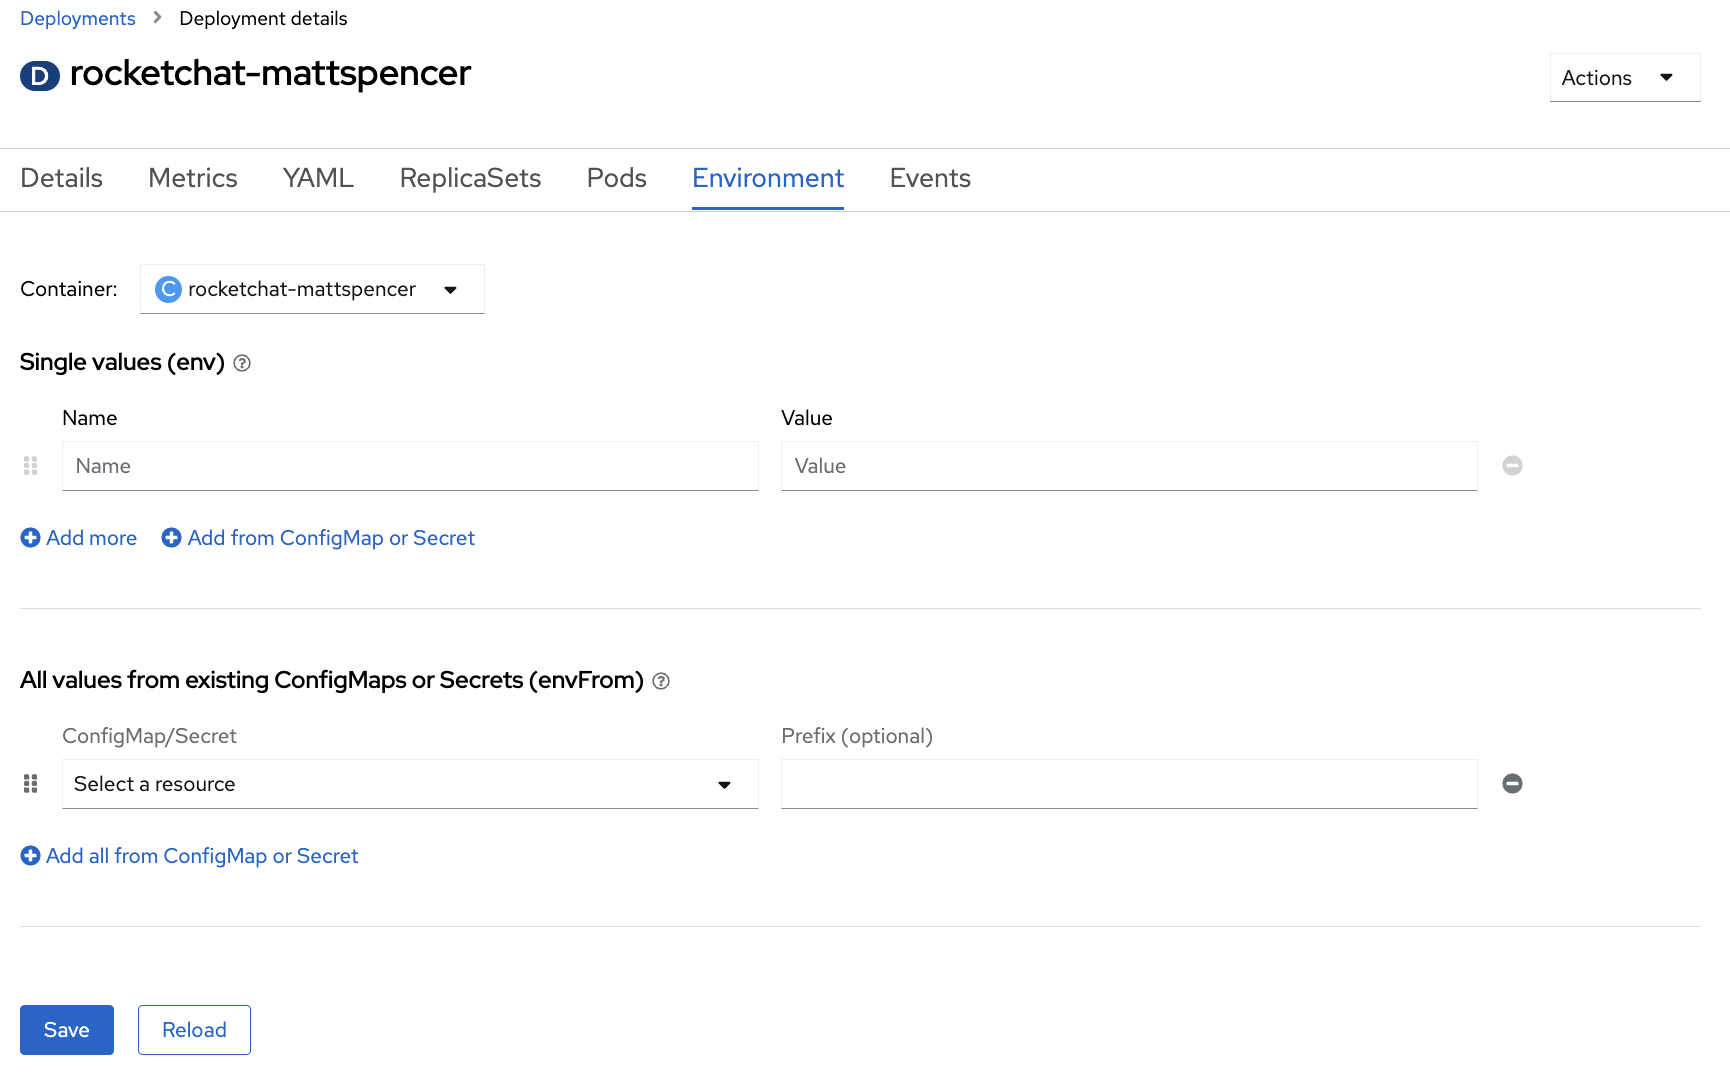 Deployments > Deployment details
D rocketchat-mattspencer
Actions
Details Metrics YAML ReplicaSets Pods Environment Events
Container: C rocketchat-mattspencer
Single values (env) ?
Name Value
Name Value
Add more Add from ConfigMap or Secret
All values from existing ConfigMaps or Secrets (envFrom) ?
ConfigMap/Secret Prefix (optional)
Select a resource
Add all from ConfigMap or Secret
Save Reload